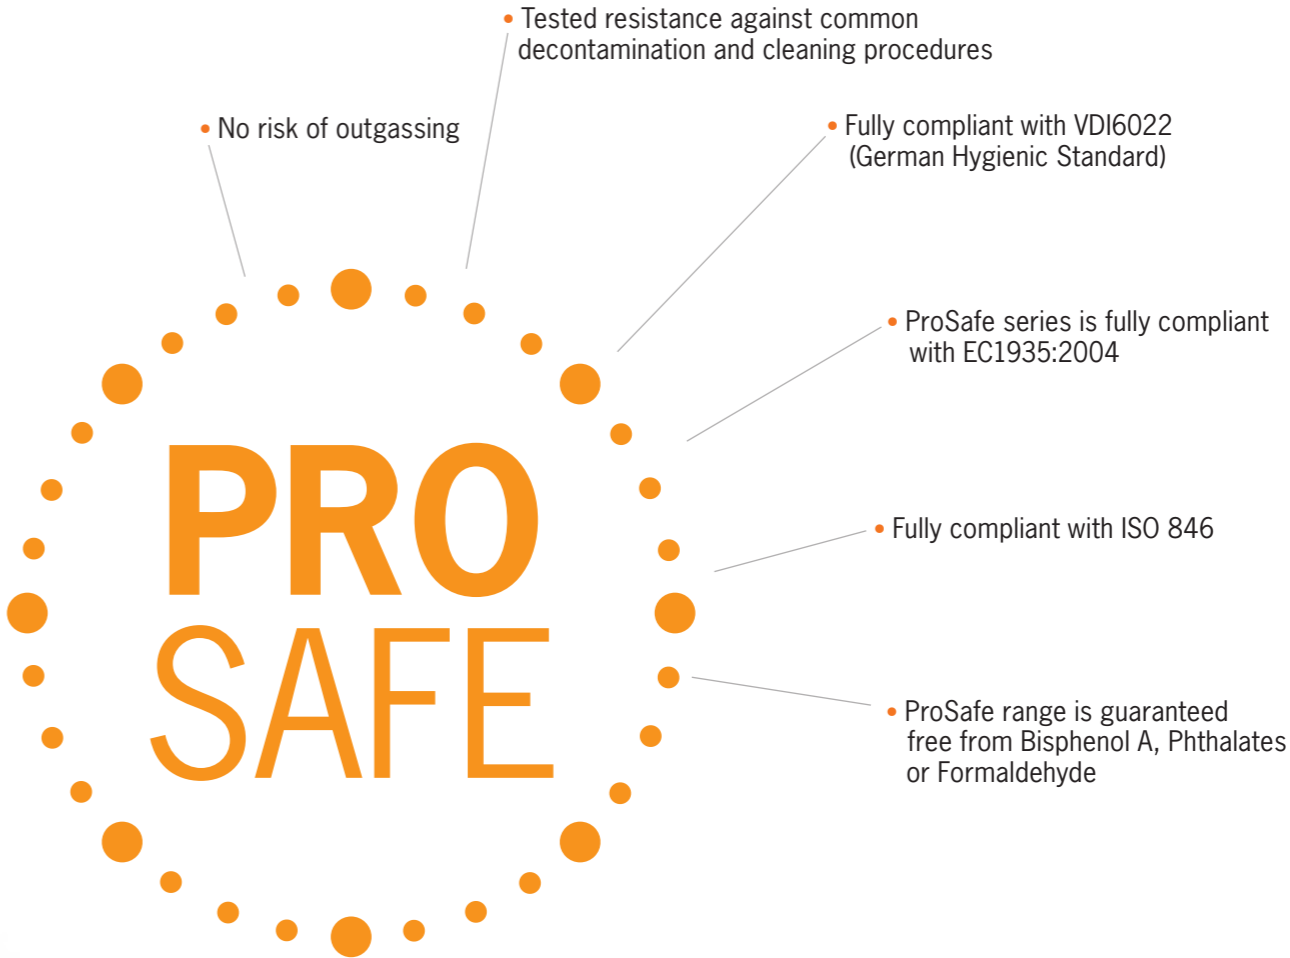 • Tested resistance against common
decontamination and cleaning procedures
• No risk of outgassing
• Fully compliant with VDI6022
(German Hygienic Standard)
• ProSafe series is fully compliant
with EC1935:2004
PRO
SAFE
• Fully compliant with ISO 846
• ProSafe range is guaranteed
free from Bisphenol A, Phthalates
or Formaldehyde